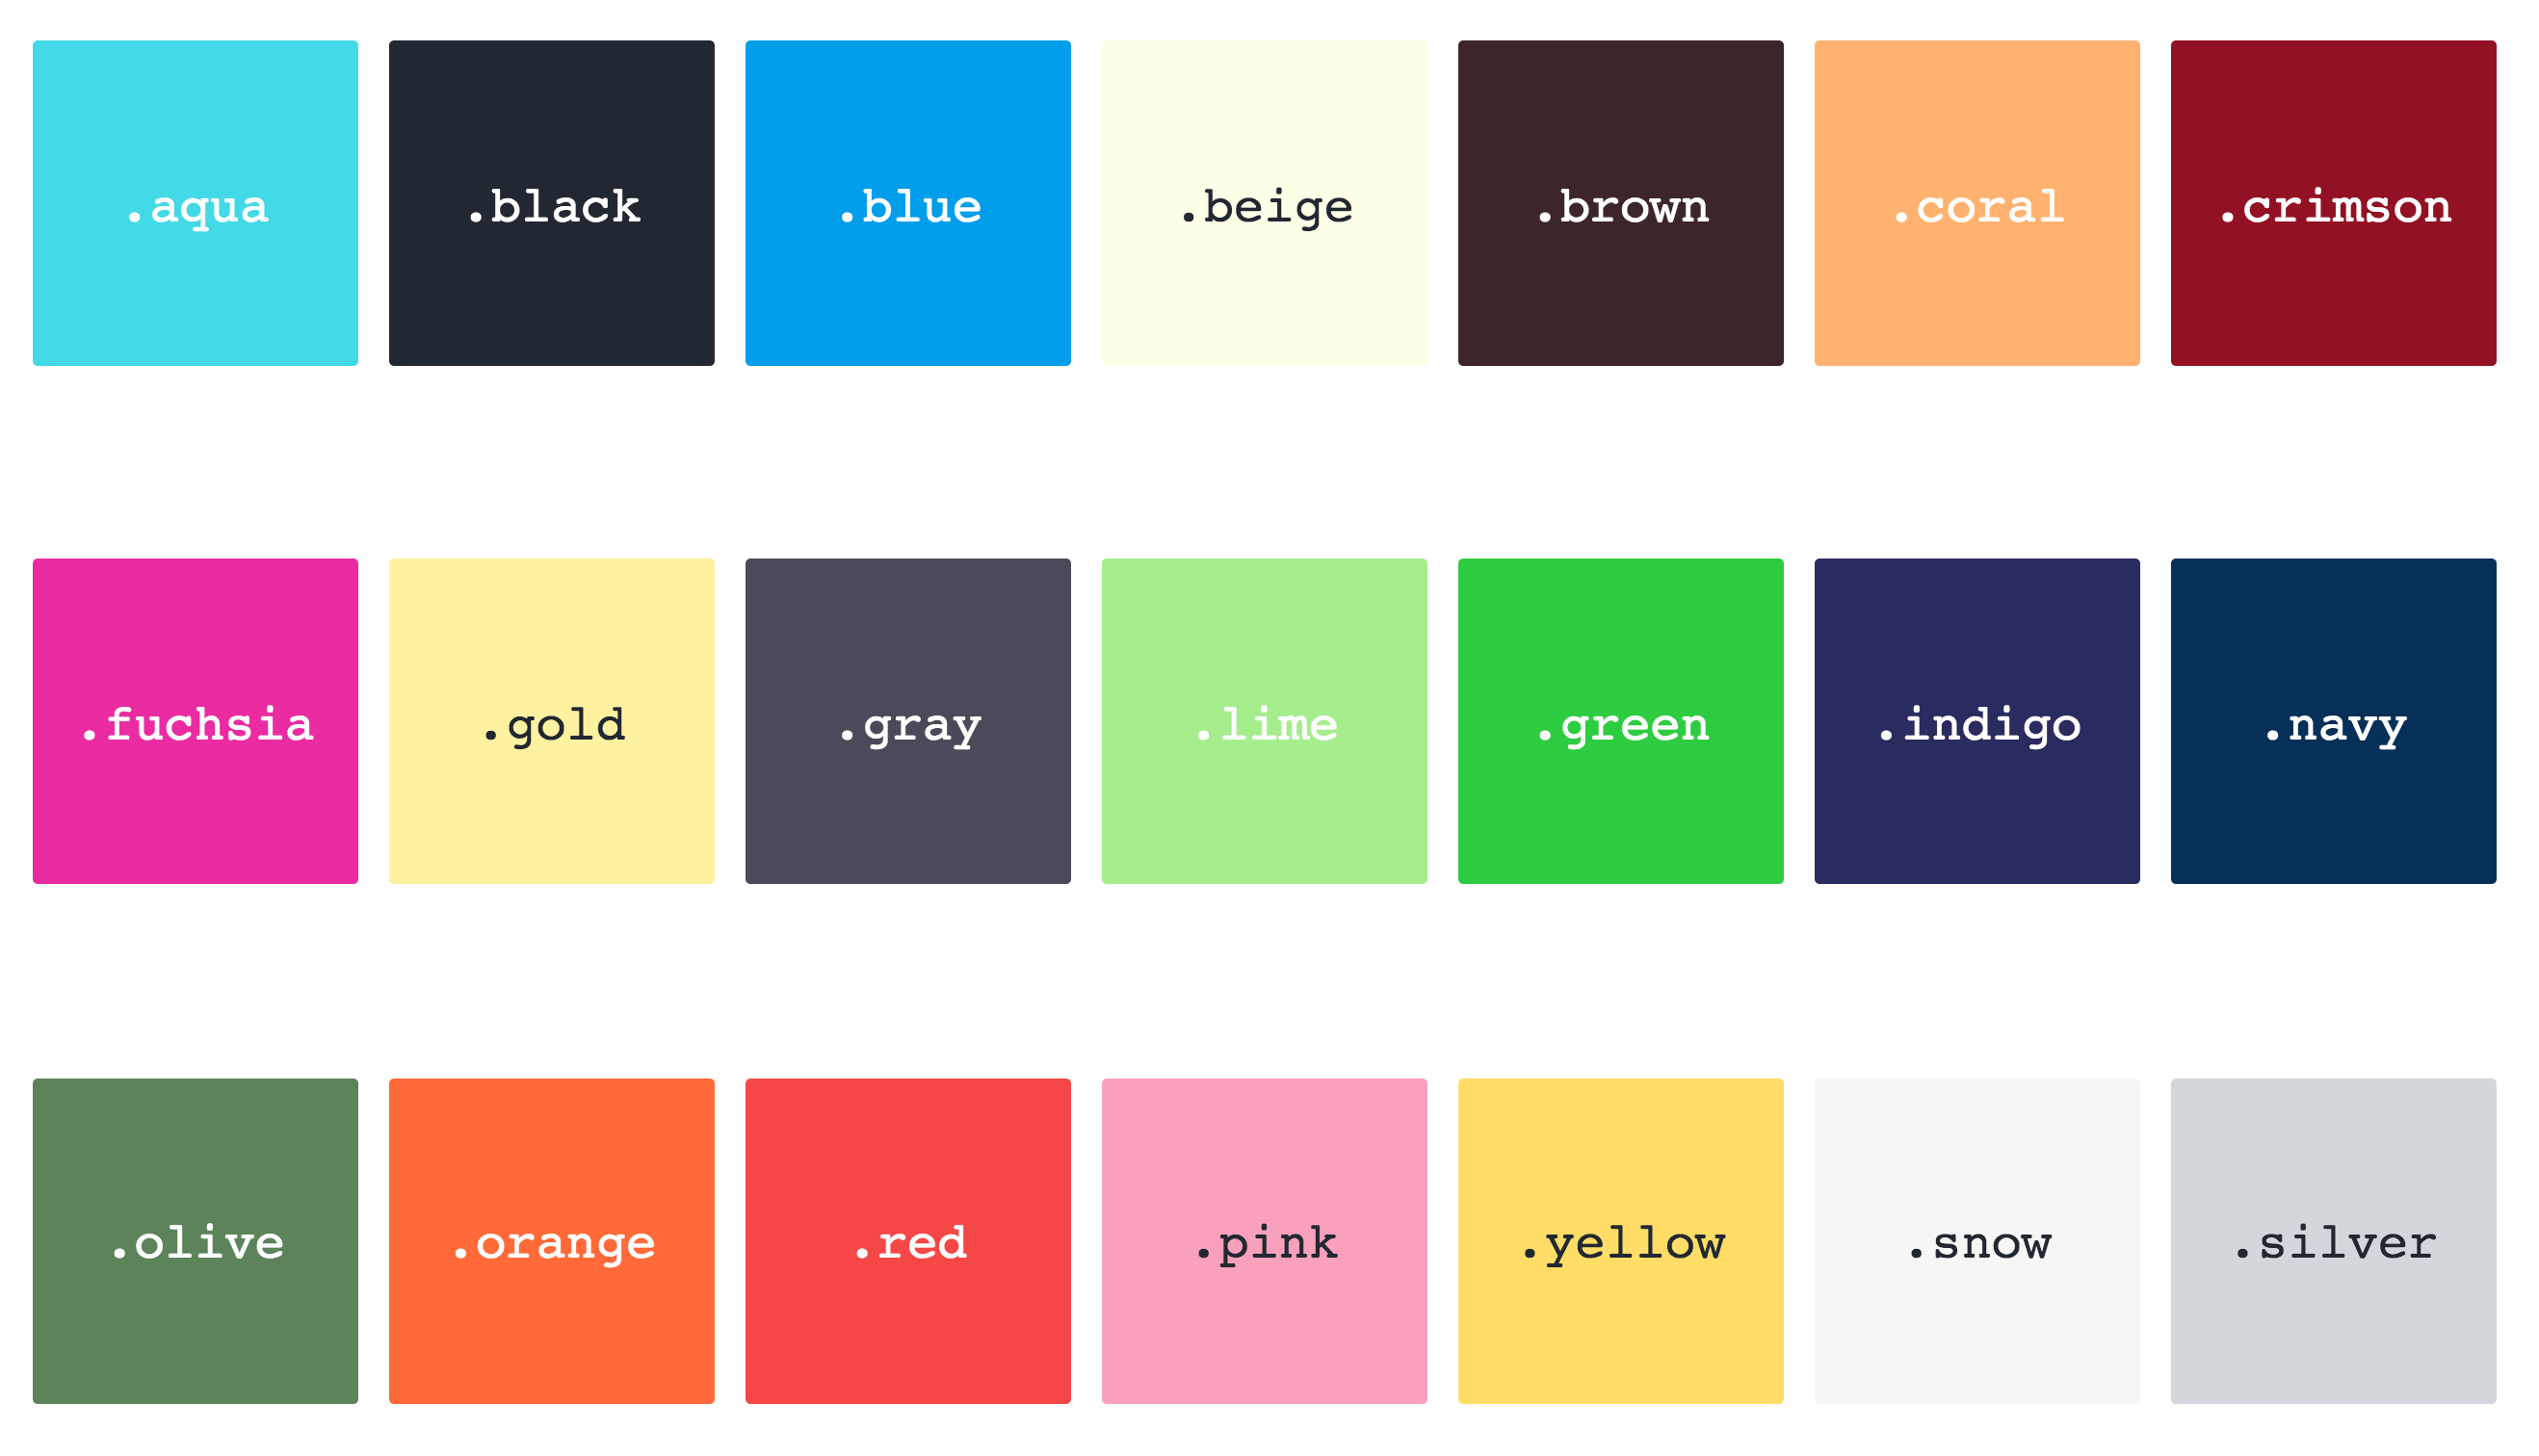 .aqua
.black
.blue
.beige
.brown
.coral
.crimson
.fuchsia
.gold
.gray
.lime
.green
.indigo
.navy
.olive
.orange
.red
.pink
.yellow
.snow
.silver